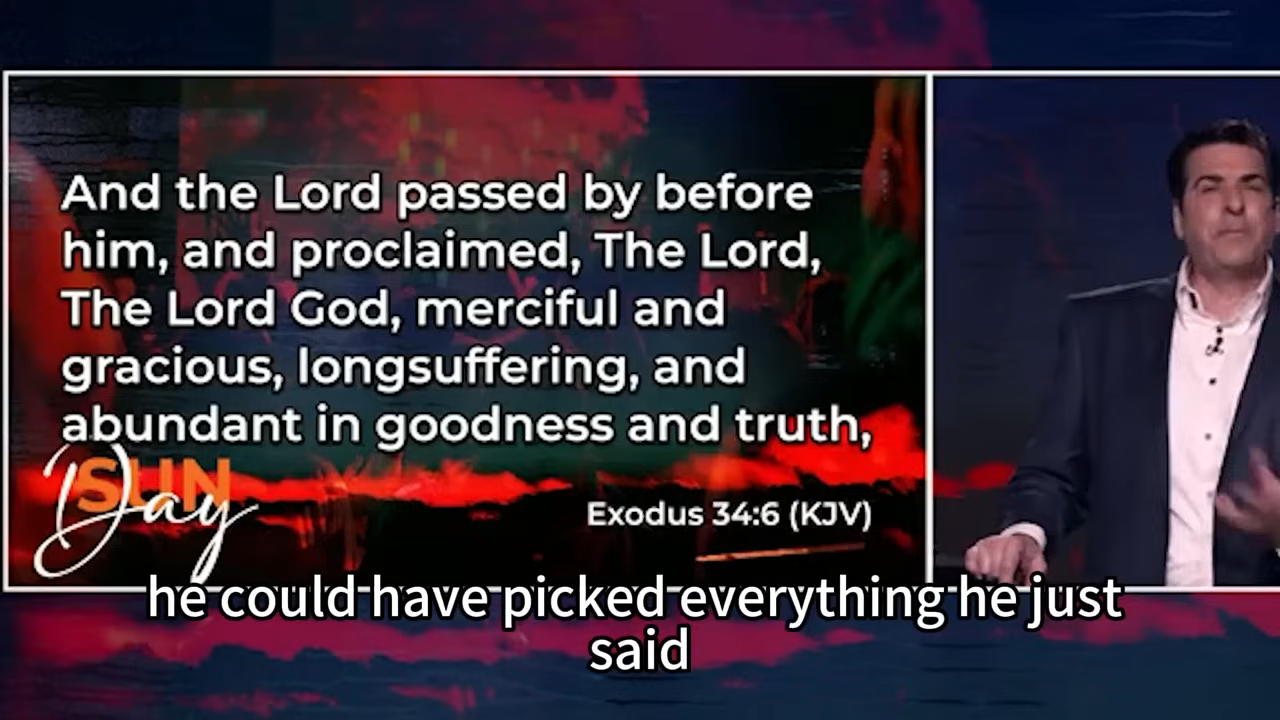 And the Lord passed by before
him, and proclaimed, The Lord,
The Lord God, merciful and
gracious, longsuffering, and
abundant in goodness and truth,
SUN
Day
Exodus 34:6 (KJV)
he could have picked everything he just
said